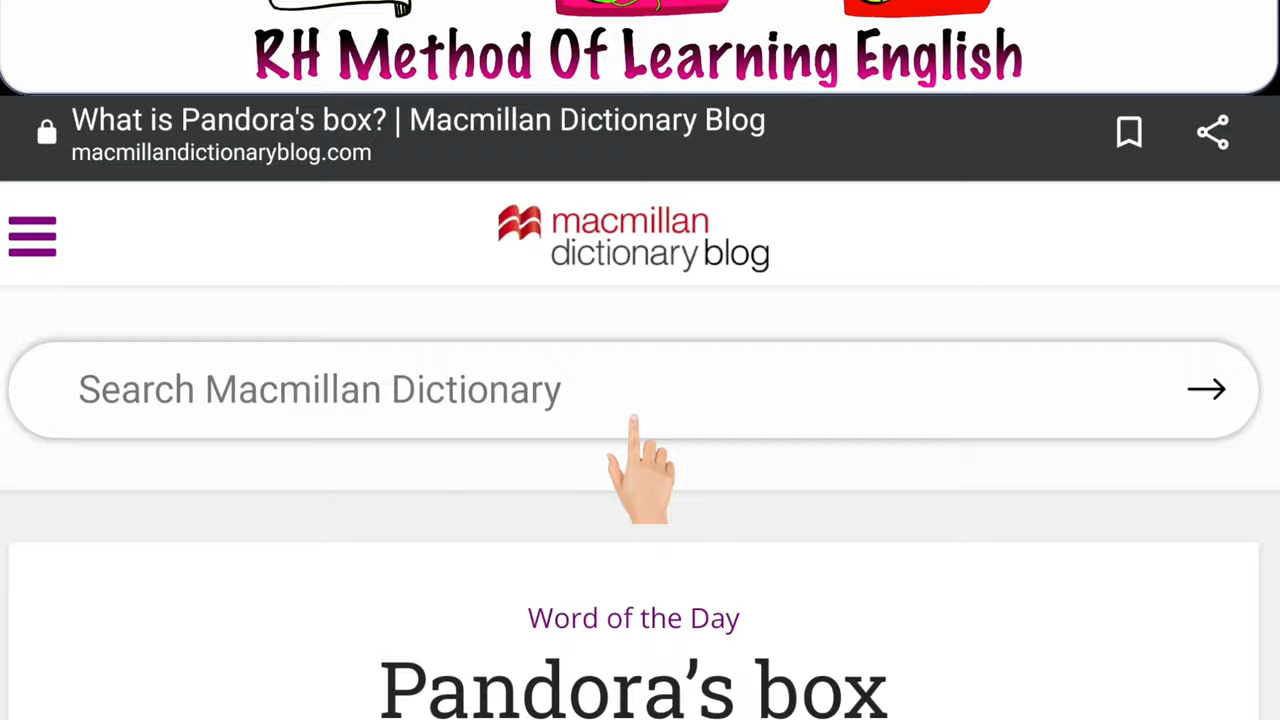 RH Method Of Learning English
What is Pandora's box? | Macmillan Dictionary Blog
macmillandictionaryblog.com
macmillan
dictionary blog
Search Macmillan Dictionary
Word of the Day
Pandora’s box